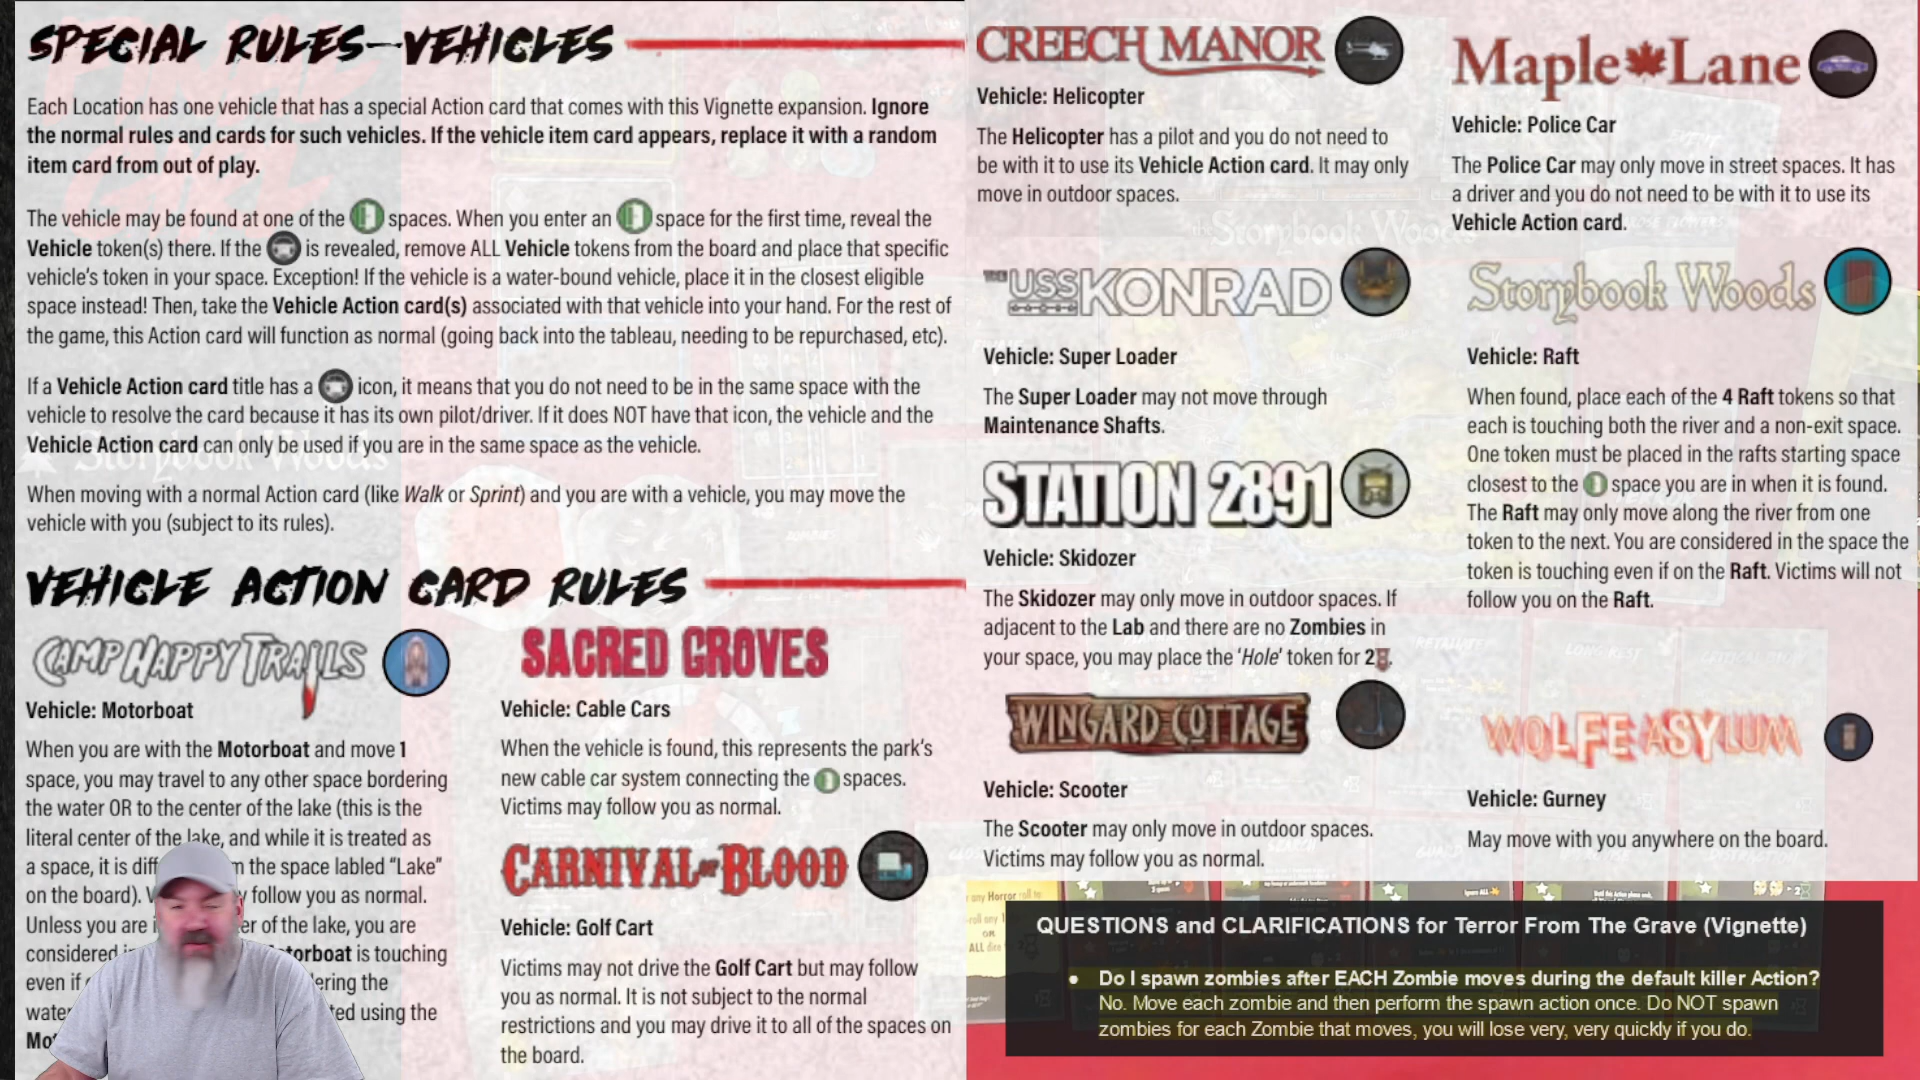 SPECIAL RULES—VEHICLES
Each Location has one vehicle that has a special Action card that comes with this Vignette expansion. Ignore
the normal rules and cards for such vehicles. If the vehicle item card appears, replace it with a random
item card from out of play.
The vehicle may be found at one of the spaces. When you enter an space for the first time, reveal the
Vehicle token(s) there. If the is revealed, remove ALL Vehicle tokens from the board and place that specific
vehicle's token in your space. Exception! If the vehicle is a water-bound vehicle, place it in the closest eligible
space instead! Then, take the Vehicle Action card(s) associated with that vehicle into your hand. For the rest of
the game, this Action card will function as normal (going back into the tableau, needing to be repurchased, etc).
If a Vehicle Action card title has a icon, it means that you do not need to be in the same space with the
vehicle to resolve the card because it has its own pilot/driver. If it does NOT have that icon, the vehicle and the
Vehicle Action card can only be used if you are in the same space as the vehicle.
When moving with a normal Action card (like Walk or Sprint) and you are with a vehicle, you may move the
vehicle with you (subject to its rules).
VEHICLE ACTION CARD RULES
CAMP HAPPY TRAILS
Vehicle: Motorboat
When you are with the Motorboat and move 1
space, you may travel to any other space bordering
the water OR to the center of the lake (this is the
literal center of the lake, and while it is treated as
a space, it is the space labled “Lake”
on the board). follow you as normal.
Unless you are of the lake, you are
considered is touching
even if the
water using the
SACRED GROVES
Vehicle: Cable Cars
When the vehicle is found, this represents the park's
new cable car system connecting the spaces.
Victims may follow you as normal.
CARNIVAL OF BLOOD
Vehicle: Golf Cart
Victims may not drive the Golf Cart but may follow
you as normal. It is not subject to the normal
restrictions and you may drive it to all of the spaces on
the board.
CREECH MANOR
Vehicle: Helicopter
The Helicopter has a pilot and you do not need to
be with it to use its Vehicle Action card. It may only
move in outdoor spaces.
THE USS KONRAD
Vehicle: Super Loader
The Super Loader may not move through
Maintenance Shafts.
STATION 2891
Vehicle: Skidozer
The Skidozer may only move in outdoor spaces. If
adjacent to the Lab and there are no Zombies in
your space, you may place the 'Hole' token for 2.
WINGARD COTTAGE
Vehicle: Scooter
The Scooter may only move in outdoor spaces.
Victims may follow you as normal.
Maple Lane
Vehicle: Police Car
The Police Car may only move in street spaces. It has
a driver and you do not need to be with it to use its
Vehicle Action card.
Storybook Woods
Vehicle: Raft
When found, place each of the 4 Raft tokens so that
each is touching both the river and a non-exit space.
One token must be placed in the rafts starting space
closest to the space you are in when it is found.
The Raft may only move along the river from one
token to the next. You are considered in the space the
token is touching even if on the Raft. Victims will not
follow you on the Raft.
WOLFE ASYLUM
Vehicle: Gurney
May move with you anywhere on the board.
QUESTIONS and CLARIFICATIONS for Terror From The Grave (Vignette)
● Do I spawn zombies after EACH Zombie moves during the default killer Action?
No. Move each zombie and then perform the spawn action once. Do NOT spawn
zombies for each Zombie that moves, you will lose very, very quickly if you do.